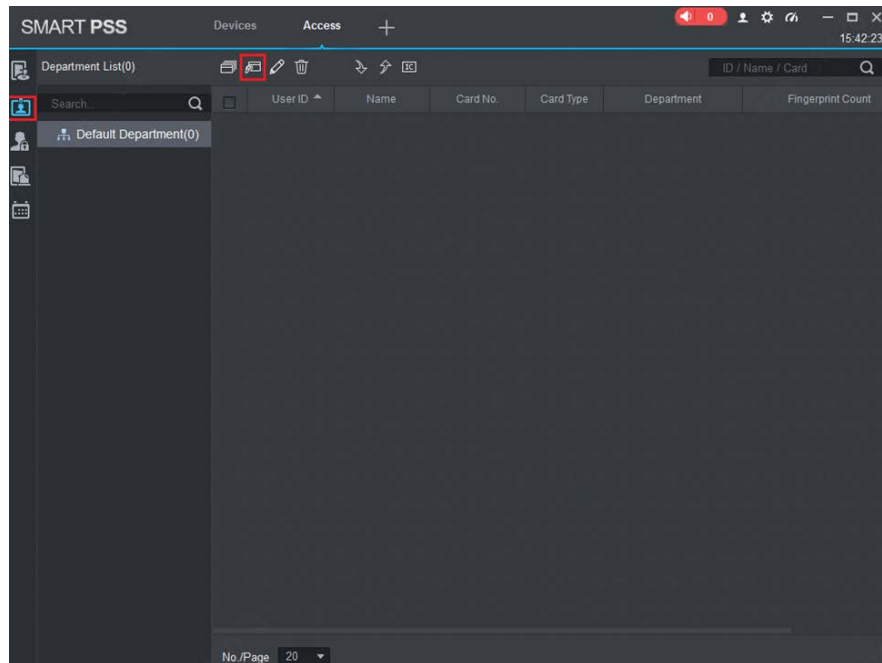 SMART PSS
Devices
Access
0
15:42:23
Department List(0)
IC
ID / Name / Card
Search...
User ID
Name
Card No.
Card Type
Department
Fingerprint Count
Default Department(0)
No./Page 20